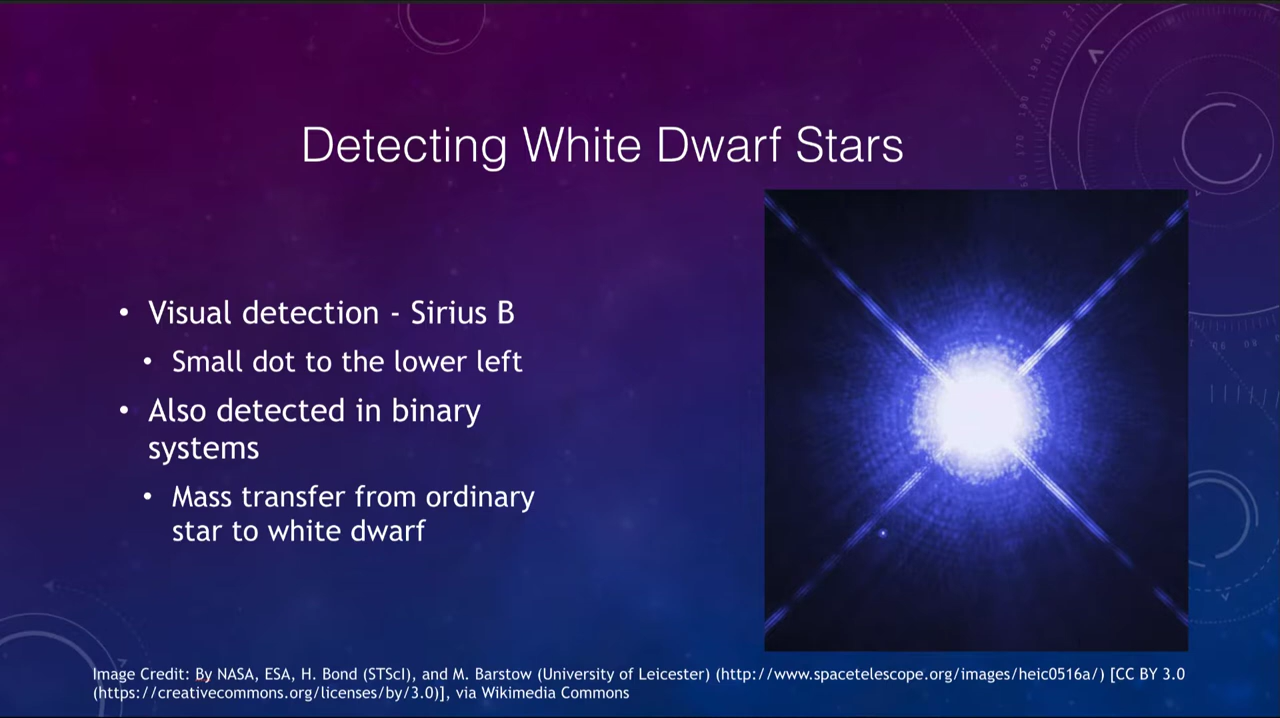 Detecting White Dwarf Stars
• Visual detection - Sirius B
• Small dot to the lower left
• Also detected in binary
systems
• Mass transfer from ordinary
star to white dwarf
Image Credit: By NASA, ESA, H. Bond (STScI), and M. Barstow (University of Leicester) (http://www.spacetelescope.org/images/heic0516a/) [CC BY 3.0
(https://creativecommons.org/licenses/by/3.0)], via Wikimedia Commons